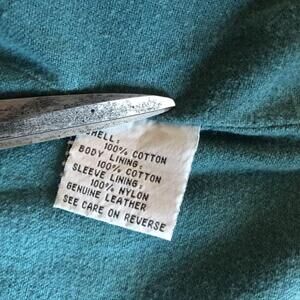 SHELL:
100% COTTON
BODY LINING:
100% COTTON
SLEEVE LINING:
100% NYLON
GENUINE LEATHER
SEE CARE ON REVERSE